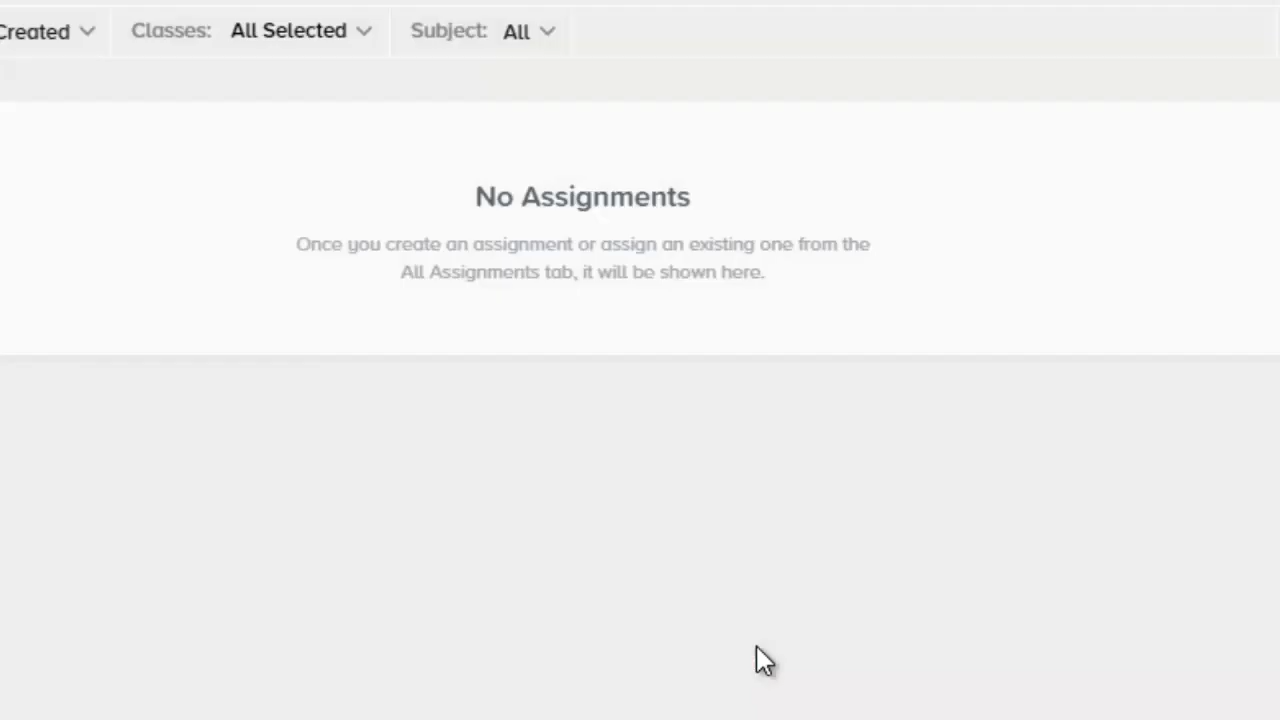 Created Classes: All Selected Subject: All
No Assignments
Once you create an assignment or assign an existing one from the
All Assignments tab, it will be shown here.